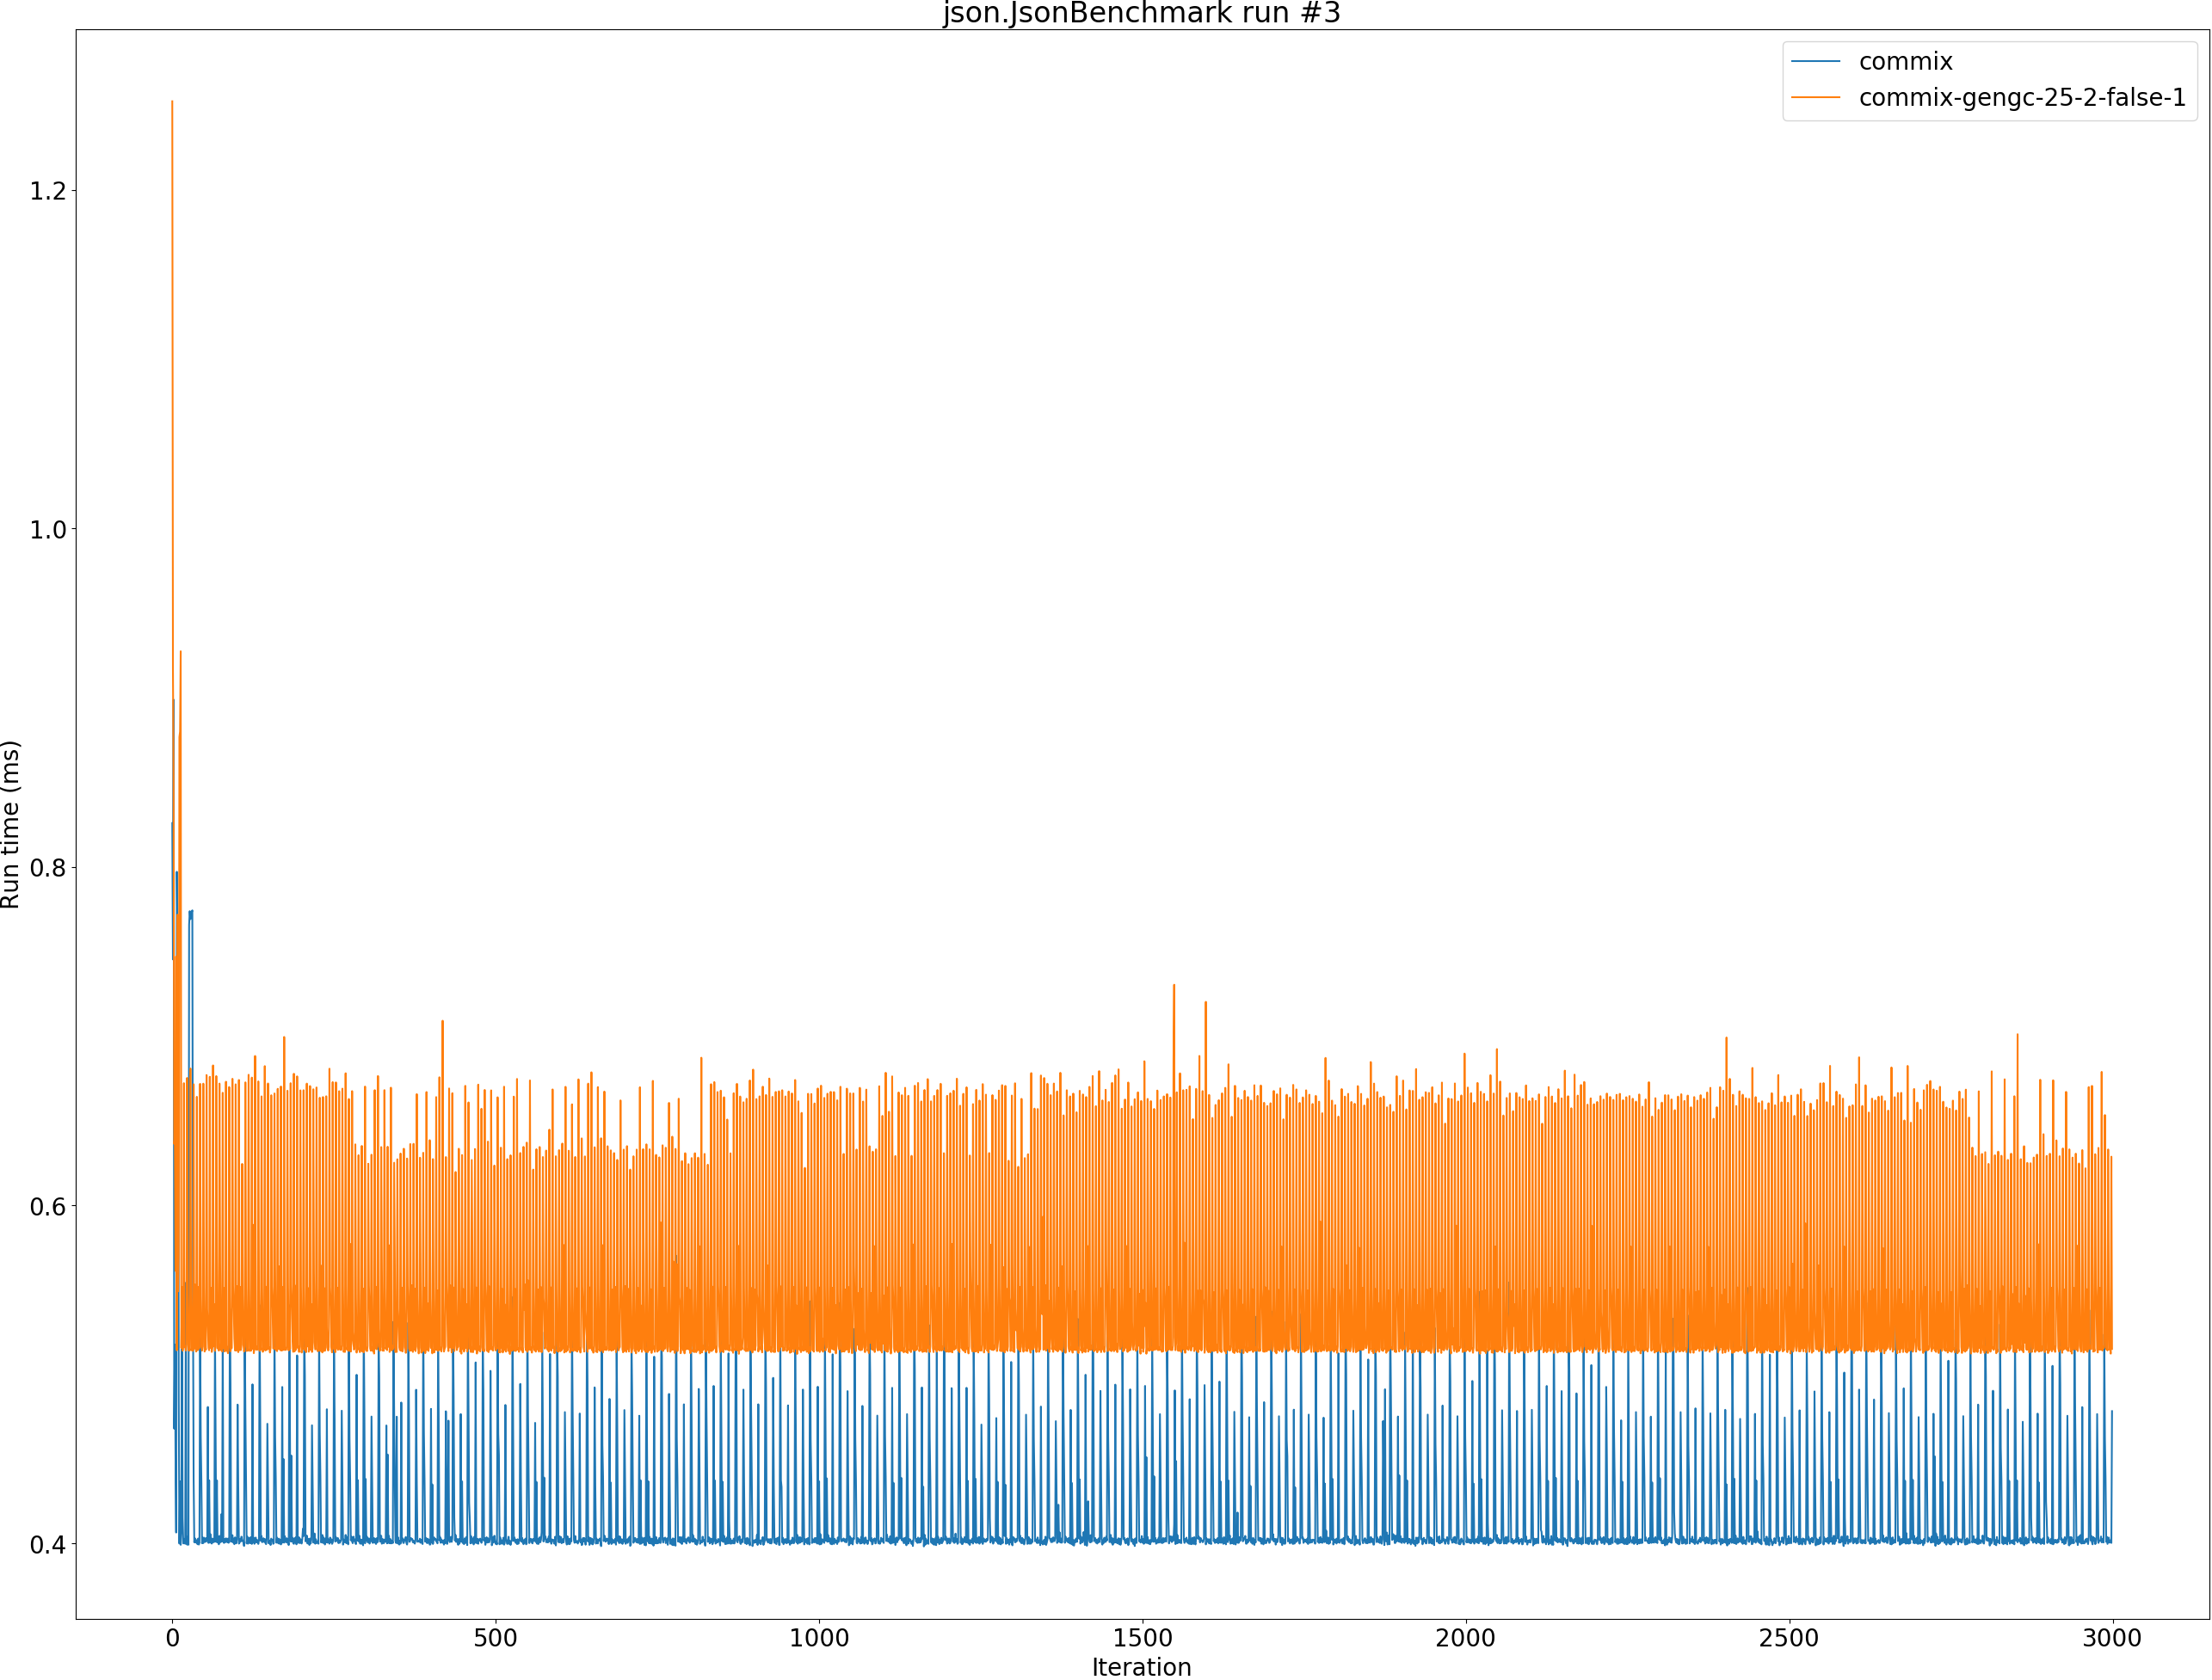 json.JsonBenchmark run #3
commix
commix-gengc-25-2-false-1
Run time (ms)
1.2
1.0
0.8
0.6
0.4
0 500 1000 1500 2000 2500 3000
Iteration